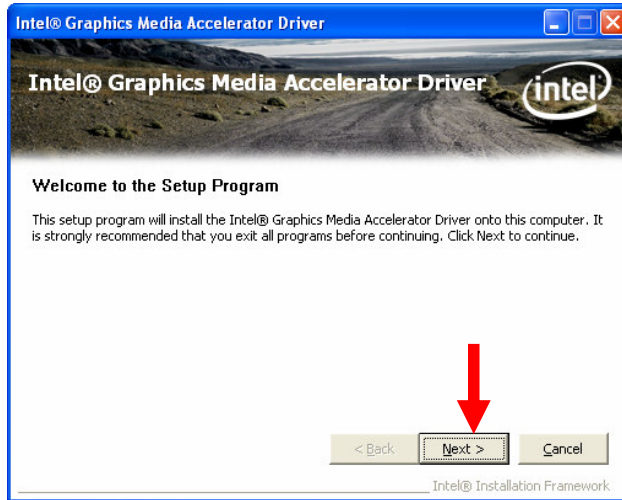 Intel® Graphics Media Accelerator Driver
Intel® Graphics Media Accelerator Driver
intel
Welcome to the Setup Program
This setup program will install the Intel® Graphics Media Accelerator Driver onto this computer. It
is strongly recommended that you exit all programs before continuing. Click Next to continue.
< Back
Next >
Cancel
Intel® Installation Framework